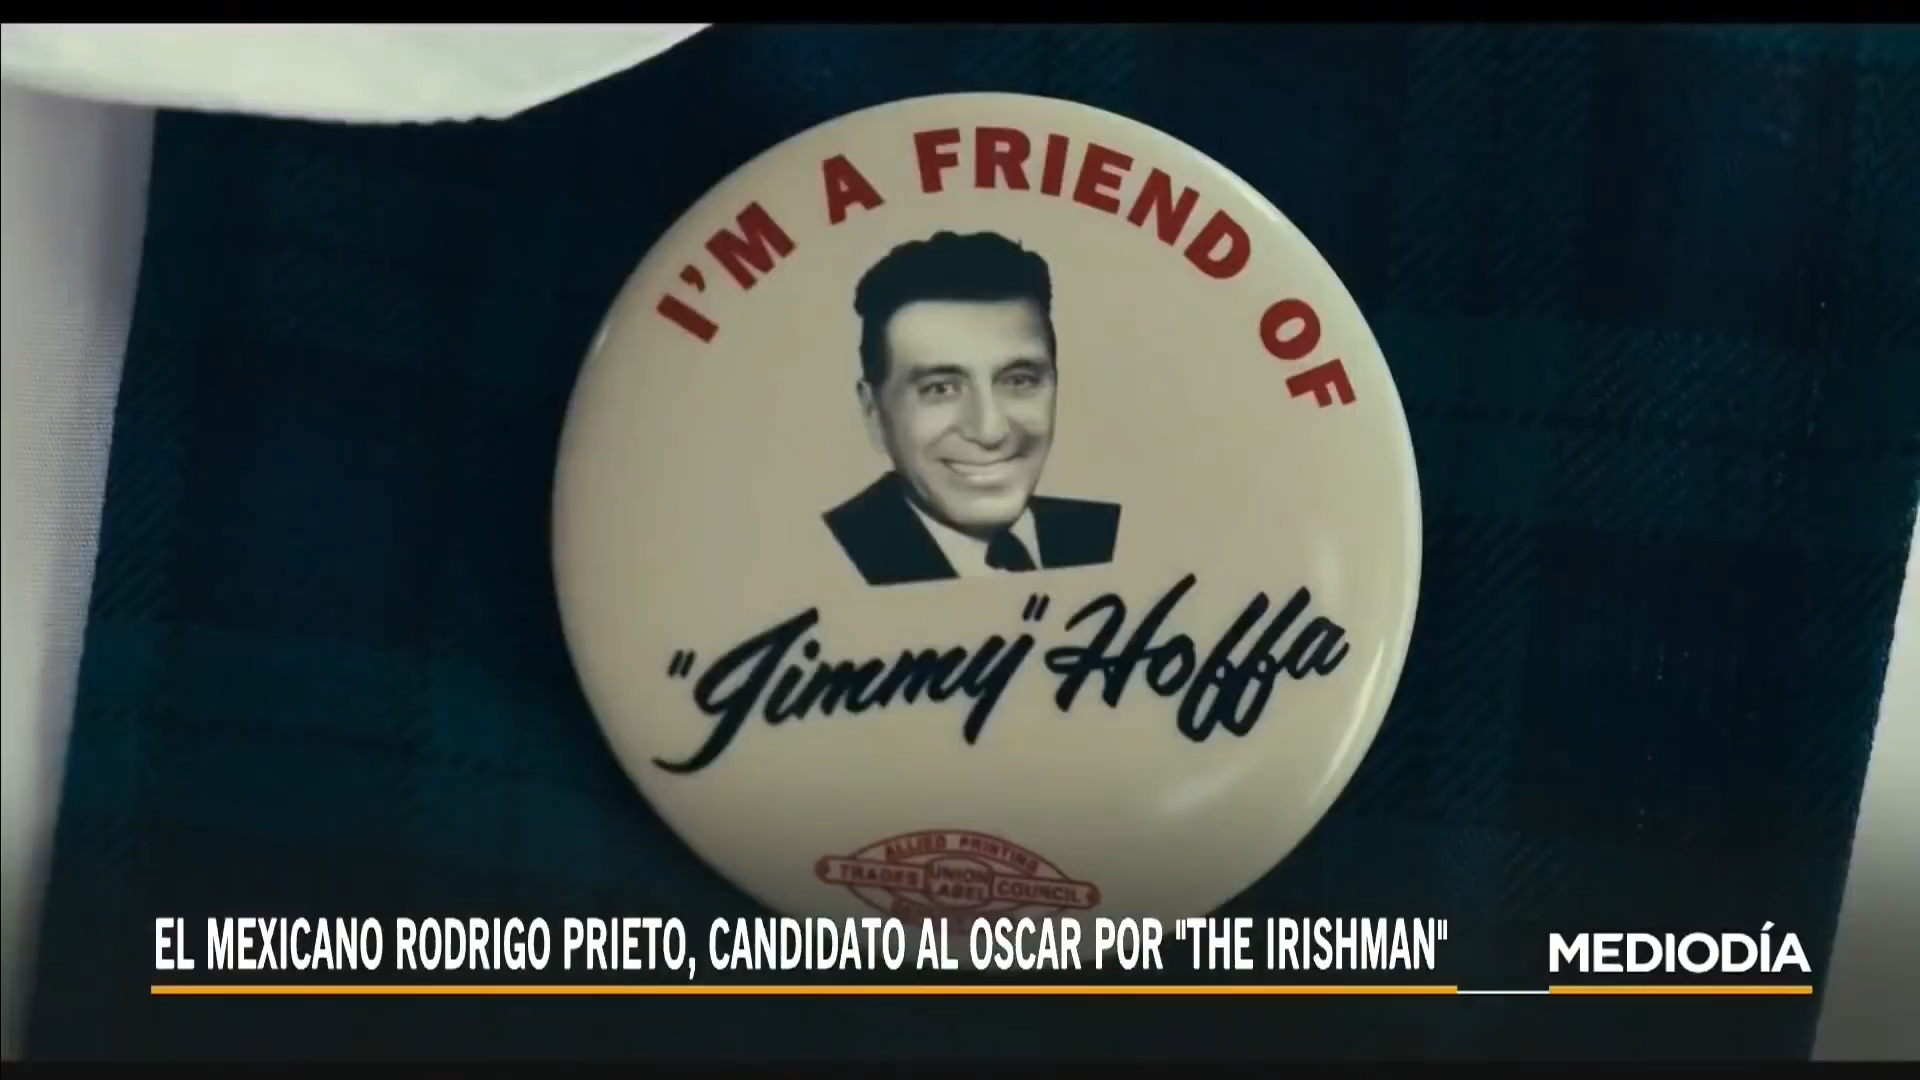 I'M A FRIEND OF
"Jimmy" Hoffa
ALLIED PRINTING
TRADES UNION LABEL COUNCIL
EL MEXICANO RODRIGO PRIETO, CANDIDATO AL OSCAR POR "THE IRISHMAN"
MEDIODÍA